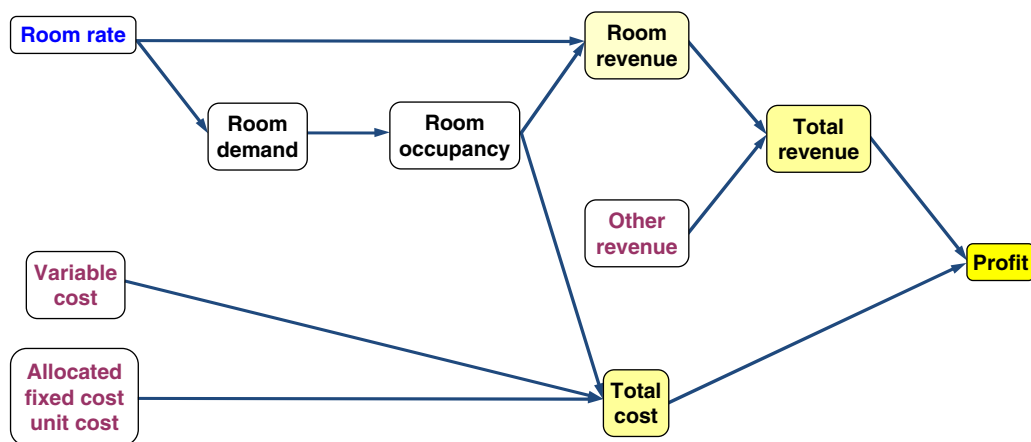 Room rate
Room
revenue
Room
demand
Room
occupancy
Total
revenue
Other
revenue
Profit
Variable
cost
Allocated
fixed cost
unit cost
Total
cost